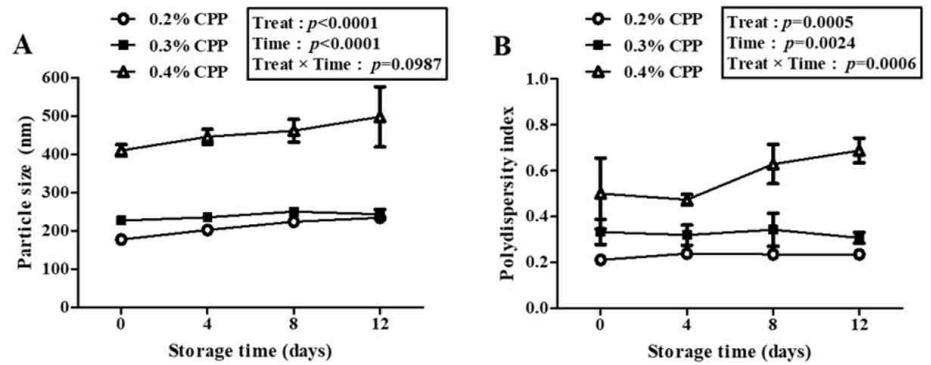 A
0.2% CPP
0.3% CPP
0.4% CPP
Treat : p<0.0001
Time : p<0.0001
Treat × Time : p=0.0987
Particle size (nm)
600
500
400
300
200
100
0
0 4 8 12
Storage time (days)
B
0.2% CPP
0.3% CPP
0.4% CPP
Treat : p=0.0005
Time : p=0.0024
Treat × Time : p=0.0006
Polydispersity index
1.0
0.8
0.6
0.4
0.2
0.0
0 4 8 12
Storage time (days)